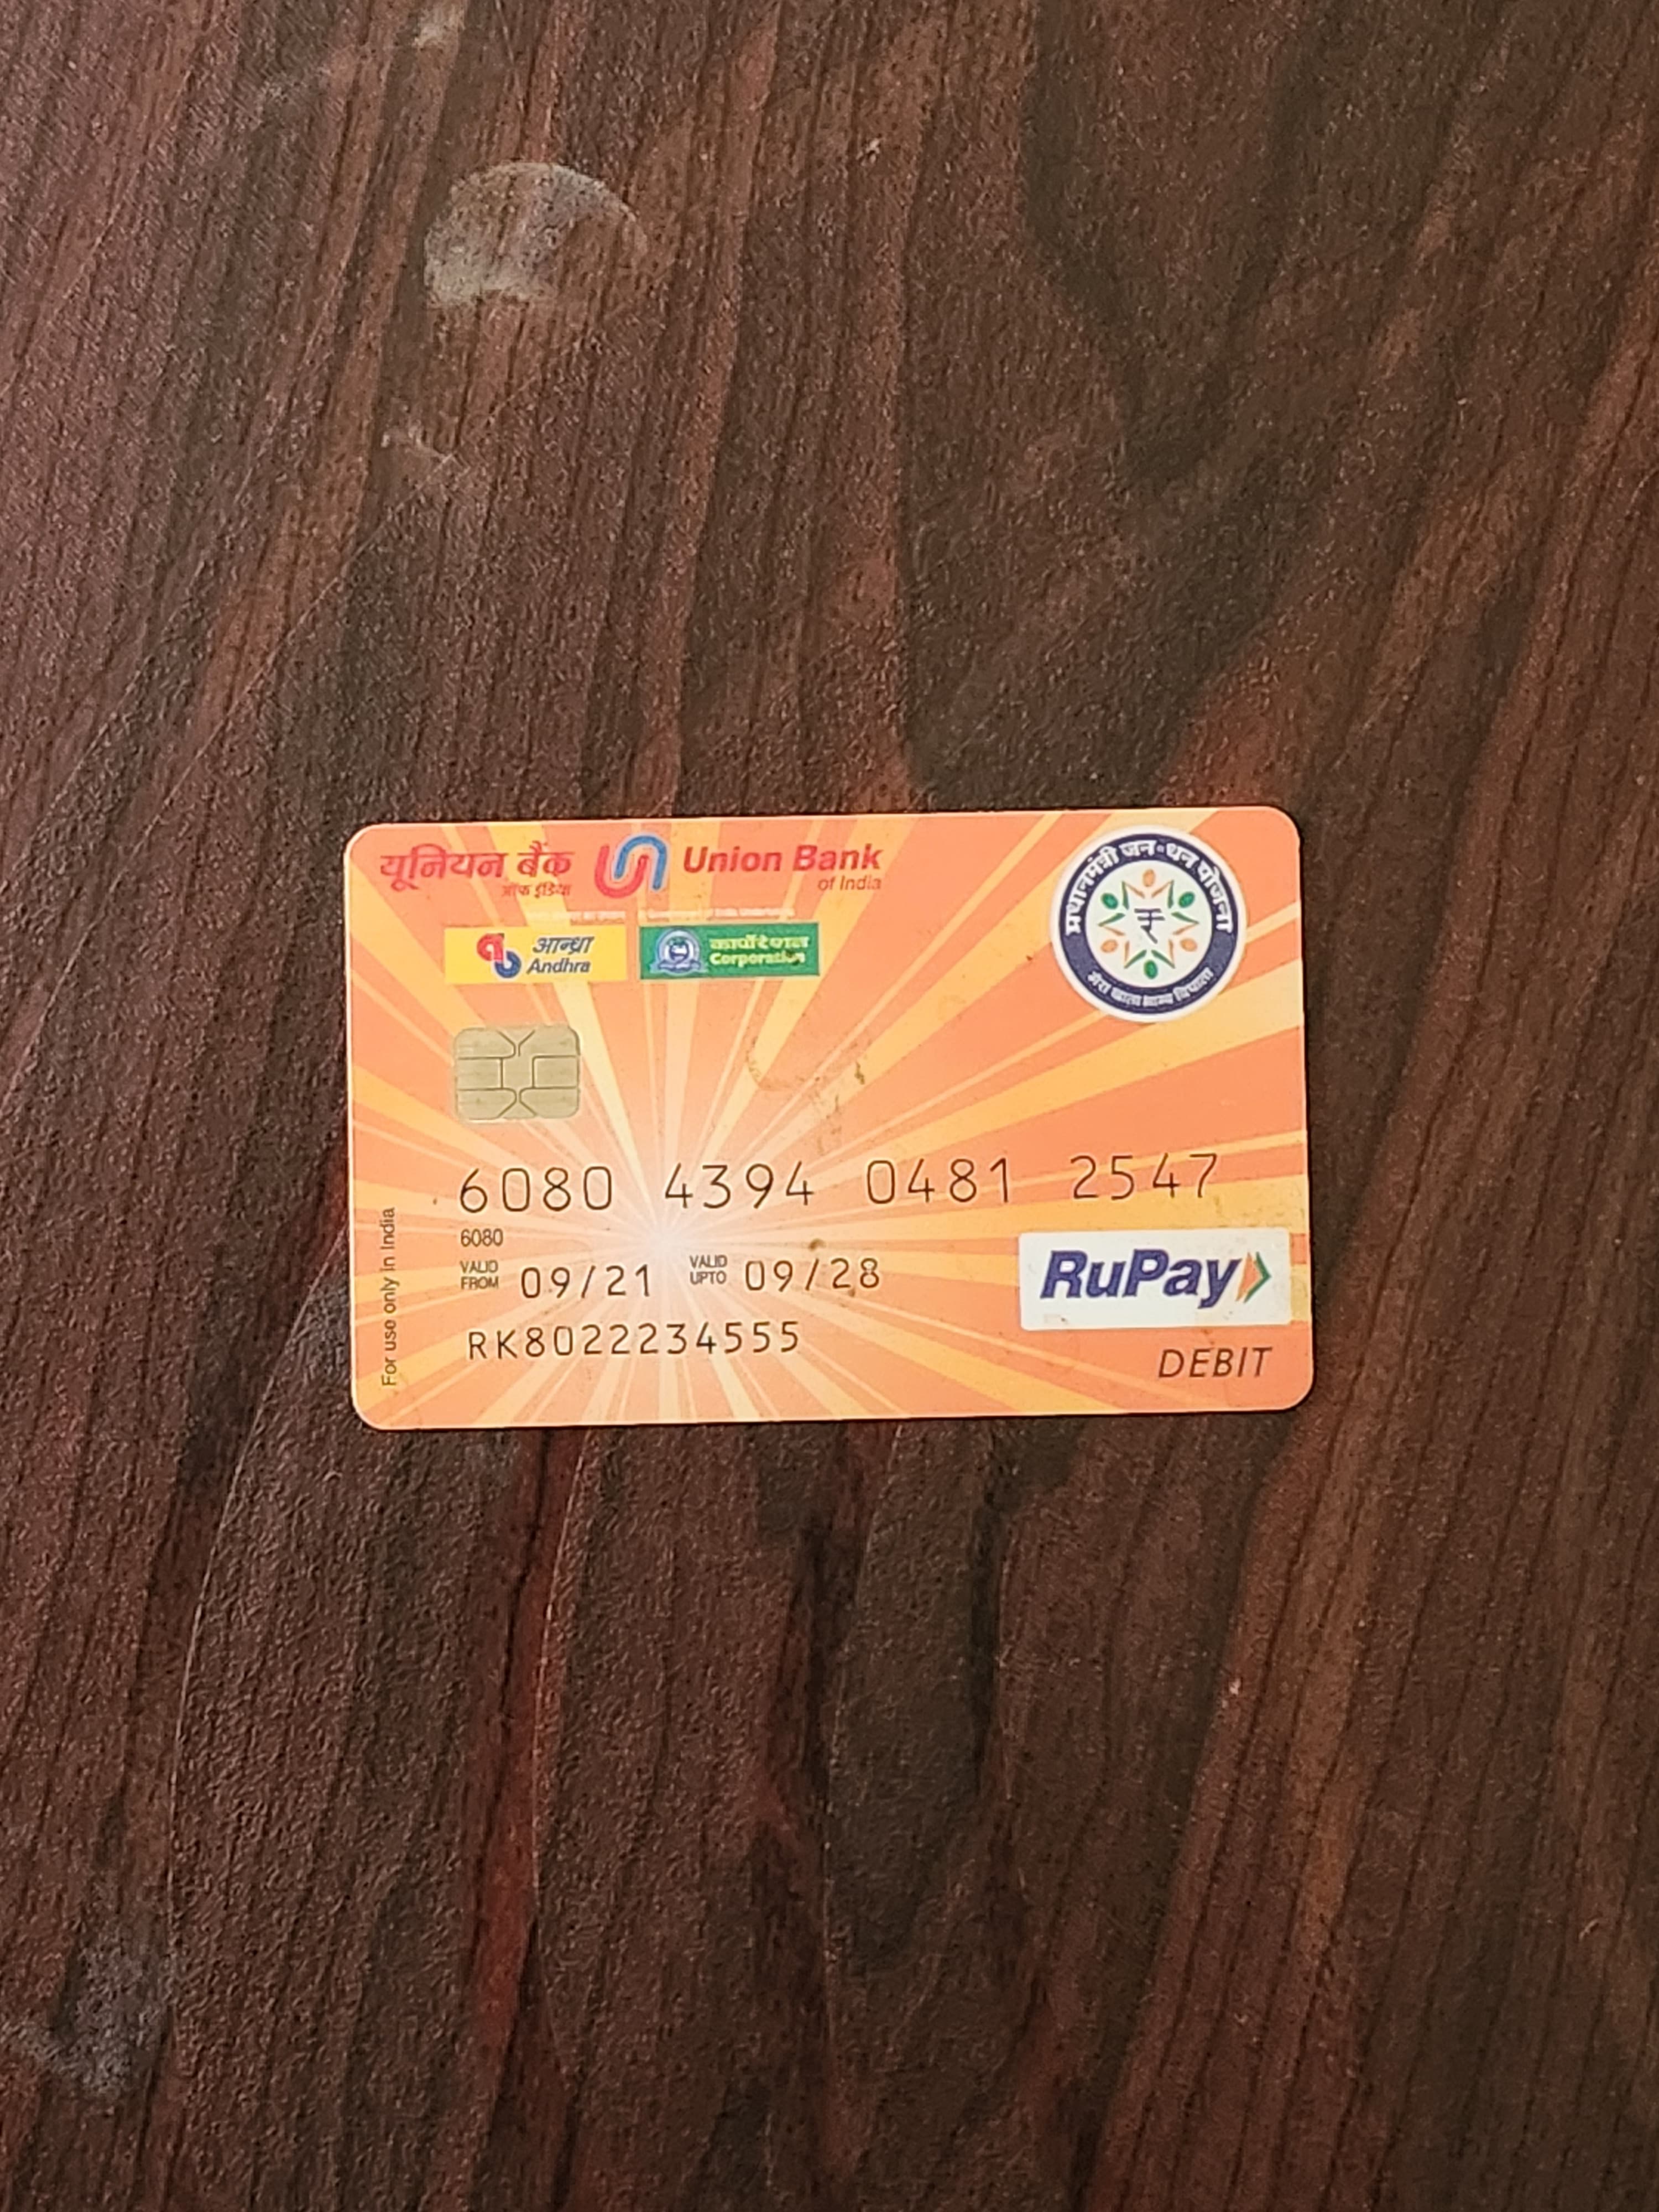 यूनियन बैंक
ऑफ इंडिया
Union Bank
of India
आन्ध्रा
Andhra
कार्पोरेशन
Corporation
प्रधानमंत्री जन-धन योजना
मेरा खाता भाग्य विधाता
6080 4394 0481 2547
6080
VALID FROM 09/21 VALID UPTO 09/28
RK8022234555
For use only in India
RuPay
DEBIT